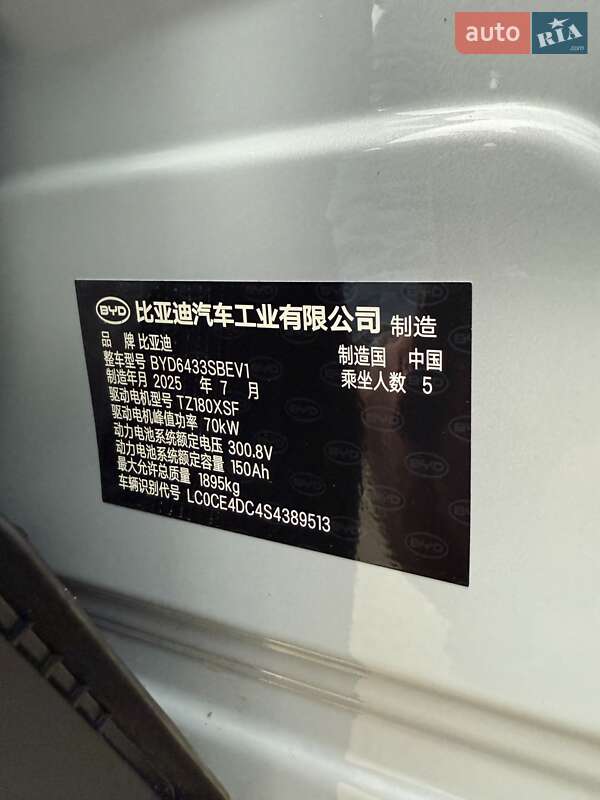 auto RIA .com
BYD 比亚迪汽车工业有限公司 制造
品 牌 比亚迪
制造国 中国
整车型号 BYD6433SBEV1
乘坐人数 5
制造年月 2025 年 7 月
驱动电机型号 TZ180XSF
驱动电机峰值功率 70kW
动力电池系统额定电压 300.8V
动力电池系统额定容量 150Ah
最大允许总质量 1895kg
车辆识别代号 LC0CE4DC4S4389513